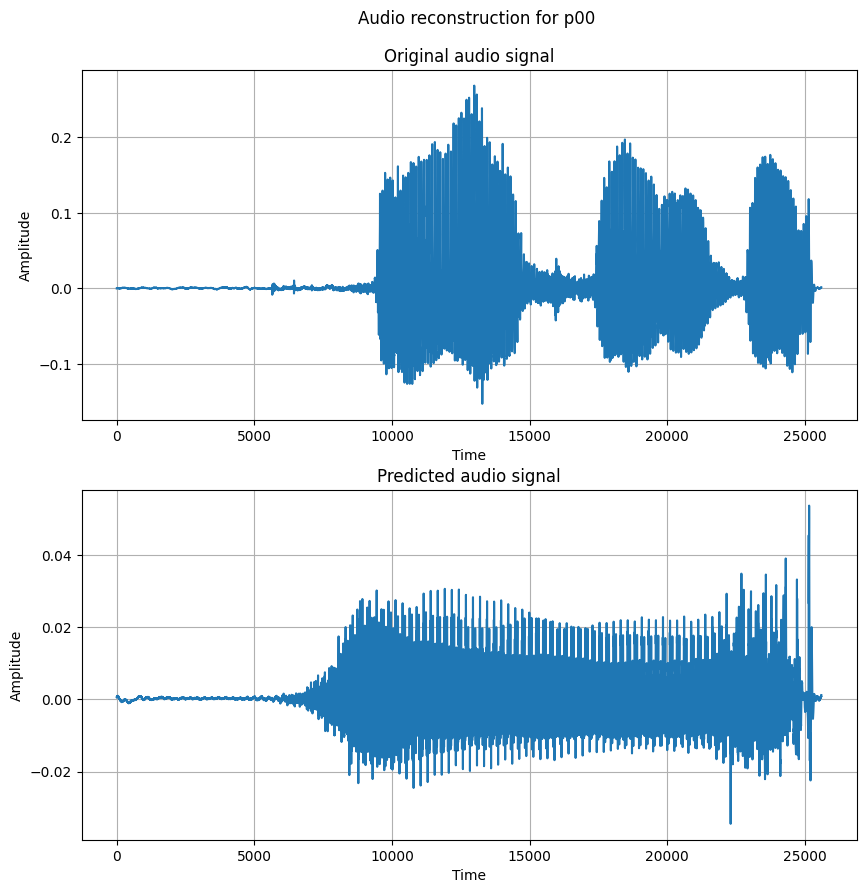 Audio reconstruction for p00
Original audio signal
0.2
0.1
0.0
−0.1
Amplitude
0 5000 10000 15000 20000 25000
Time
Predicted audio signal
0.04
0.02
0.00
−0.02
Amplitude
0 5000 10000 15000 20000 25000
Time